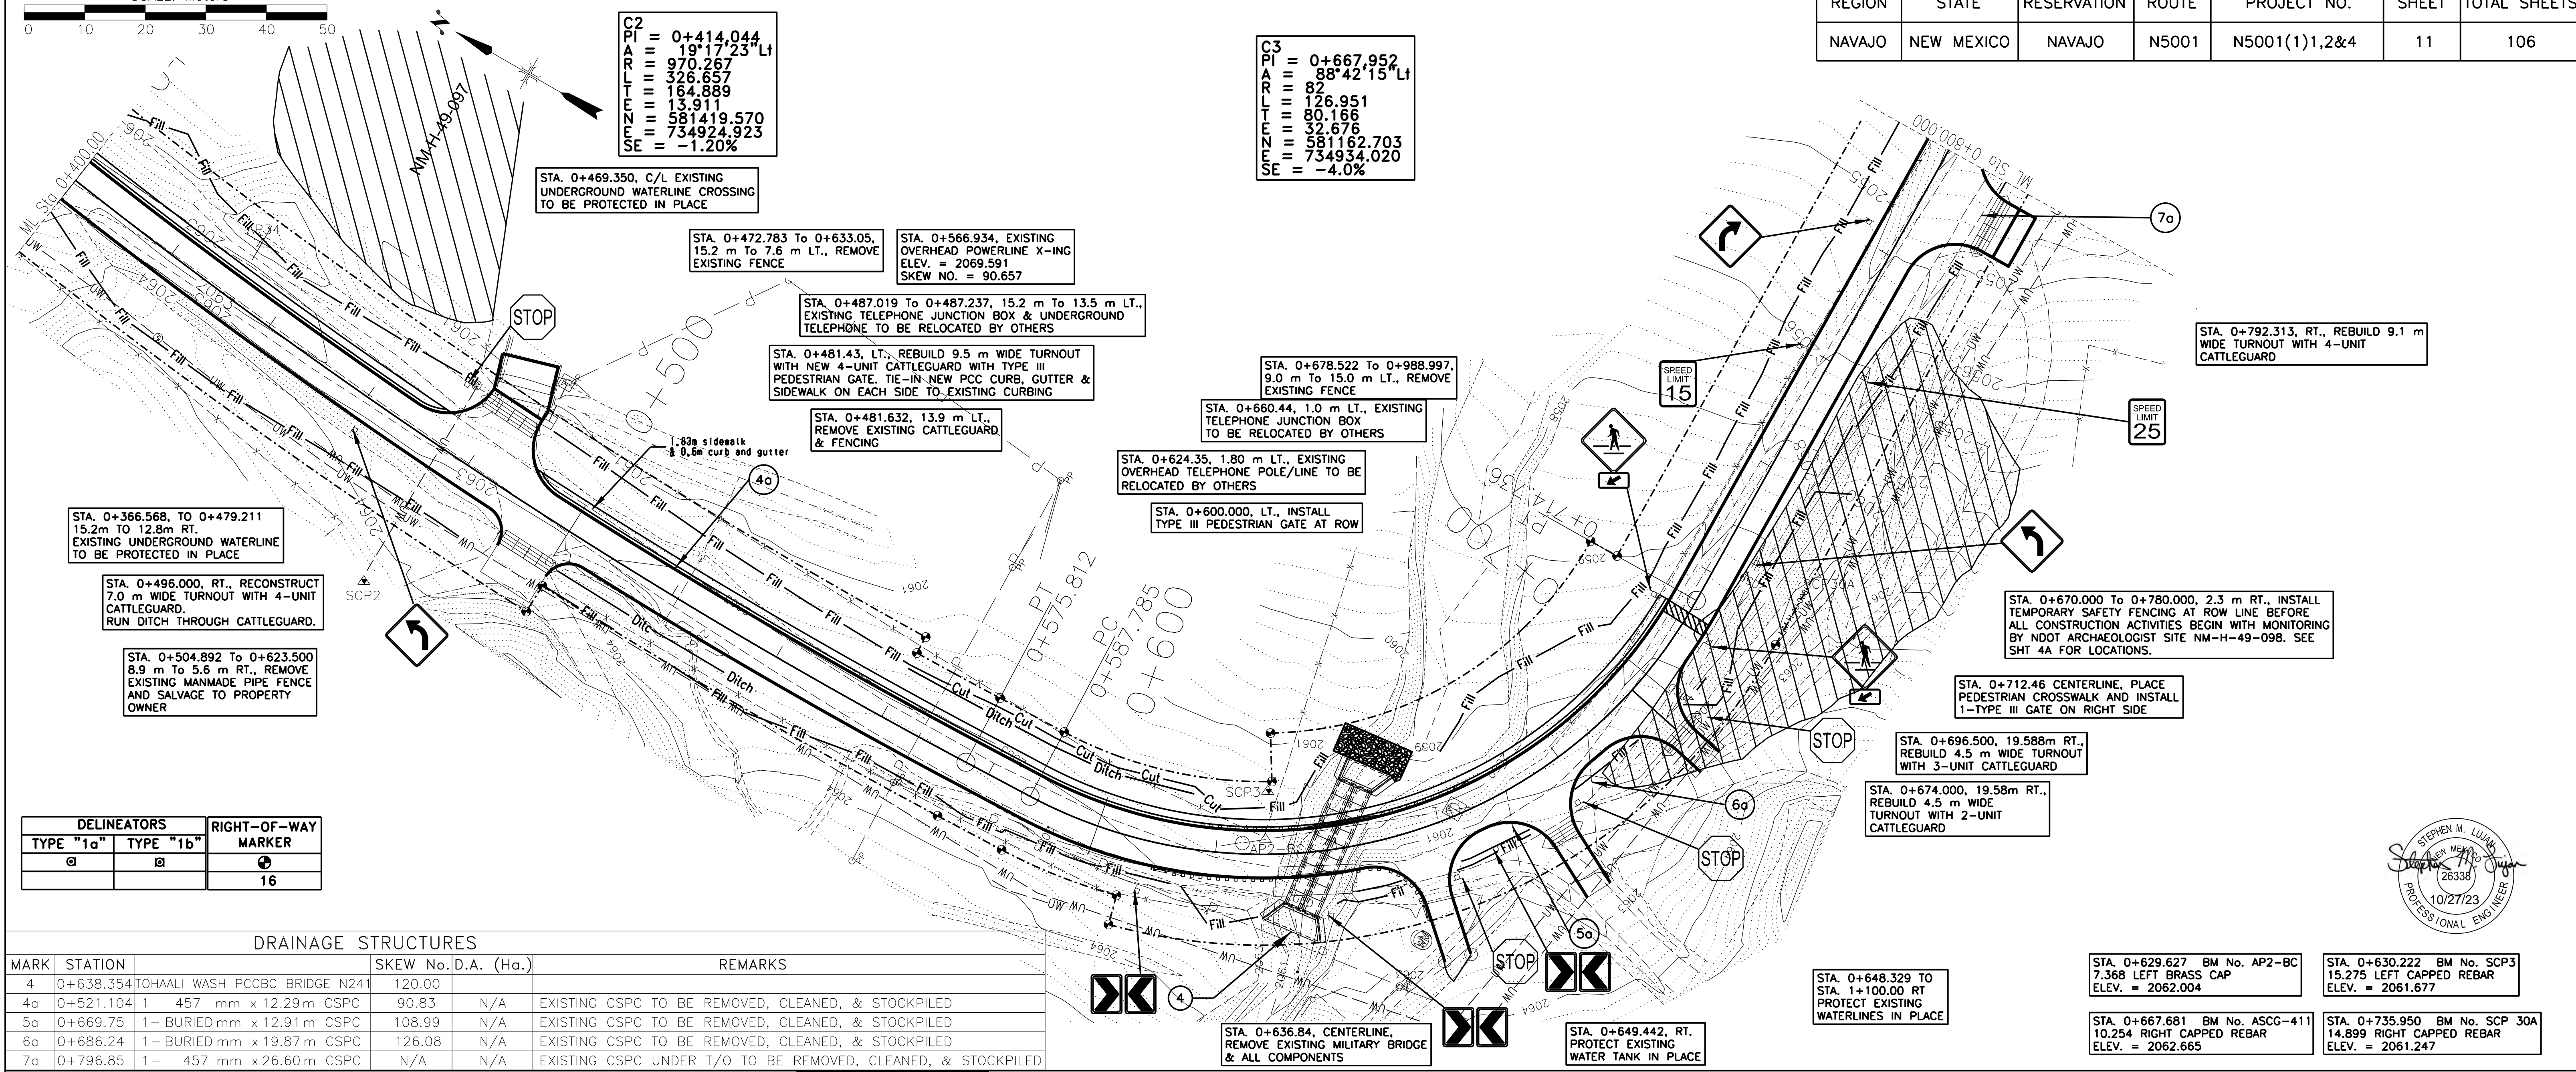 0 10 20 30 40 50
REGION STATE RESERVATION ROUTE PROJECT NO. SHEET TOTAL SHEETS
NAVAJO NEW MEXICO NAVAJO N5001 N5001(1)1,2&4 11 106
C2
PI = 0+414,044
A = 19°17'23"Lt
R = 970.267
L = 326.657
T = 164.889
E = 13.911
N = 581419.570
E = 734924.923
SE = -1.20%
C3
PI = 0+667,952
A = 88°42'15"Lt
R = 82
L = 126.951
T = 80.166
E = 32.676
N = 581162.703
E = 734934.020
SE = -4.0%
NM-H-49-097
ML Sta 0+400.00
ML Sta 0+800.000
STA. 0+469.350, C/L EXISTING
UNDERGROUND WATERLINE CROSSING
TO BE PROTECTED IN PLACE
STA. 0+472.783 To 0+633.05,
15.2 m To 7.6 m LT., REMOVE
EXISTING FENCE
STA. 0+566.934, EXISTING
OVERHEAD POWERLINE X-ING
ELEV. = 2069.591
SKEW NO. = 90.657
STA. 0+487.019 To 0+487.237, 15.2 m To 13.5 m LT.,
EXISTING TELEPHONE JUNCTION BOX & UNDERGROUND
TELEPHONE TO BE RELOCATED BY OTHERS
STA. 0+481.43, LT., REBUILD 9.5 m WIDE TURNOUT
WITH NEW 4-UNIT CATTLEGUARD WITH TYPE III
PEDESTRIAN GATE. TIE-IN NEW PCC CURB, GUTTER &
SIDEWALK ON EACH SIDE TO EXISTING CURBING
STA. 0+481.632, 13.9 m LT.,
REMOVE EXISTING CATTLEGUARD
& FENCING
1.83m sidewalk
& 0.6m curb and gutter
4a
STOP
0+500
STA. 0+678.522 To 0+988.997,
9.0 m To 15.0 m LT., REMOVE
EXISTING FENCE
STA. 0+660.44, 1.0 m LT., EXISTING
TELEPHONE JUNCTION BOX
TO BE RELOCATED BY OTHERS
STA. 0+624.35, 1.80 m LT., EXISTING
OVERHEAD TELEPHONE POLE/LINE TO BE
RELOCATED BY OTHERS
STA. 0+600.000, LT., INSTALL
TYPE III PEDESTRIAN GATE AT ROW
SPEED
LIMIT
15
SPEED
LIMIT
25
7a
STA. 0+792.313, RT., REBUILD 9.1 m
WIDE TURNOUT WITH 4-UNIT
CATTLEGUARD
STA. 0+366.568, TO 0+479.211
15.2m TO 12.8m RT.
EXISTING UNDERGROUND WATERLINE
TO BE PROTECTED IN PLACE
STA. 0+496.000, RT., RECONSTRUCT
7.0 m WIDE TURNOUT WITH 4-UNIT
CATTLEGUARD.
RUN DITCH THROUGH CATTLEGUARD.
STA. 0+504.892 To 0+623.500
8.9 m To 5.6 m RT., REMOVE
EXISTING MANMADE PIPE FENCE
AND SALVAGE TO PROPERTY
OWNER
SCP2
PT
0+575.812
PC
0+587.785
0+600
SCP3
AP2
PT
0+714.736
0+700
STA. 0+670.000 To 0+780.000, 2.3 m RT., INSTALL
TEMPORARY SAFETY FENCING AT ROW LINE BEFORE
ALL CONSTRUCTION ACTIVITIES BEGIN WITH MONITORING
BY NDOT ARCHAEOLOGIST SITE NM-H-49-098. SEE
SHT 4A FOR LOCATIONS.
STA. 0+712.46 CENTERLINE, PLACE
PEDESTRIAN CROSSWALK AND INSTALL
1-TYPE III GATE ON RIGHT SIDE
STOP
STA. 0+696.500, 19.588m RT.,
REBUILD 4.5 m WIDE TURNOUT
WITH 3-UNIT CATTLEGUARD
STA. 0+674.000, 19.58m RT.,
REBUILD 4.5 m WIDE
TURNOUT WITH 2-UNIT
CATTLEGUARD
6a
STOP
5a
STOP
4
DELINEATORS RIGHT-OF-WAY
TYPE "1a" TYPE "1b" MARKER
16
DRAINAGE STRUCTURES
MARK STATION SKEW No. D.A. (Ha.) REMARKS
4 0+638.354 TOHAALI WASH PCCBC BRIDGE N241 120.00
4a 0+521.104 1 457 mm x 12.29 m CSPC 90.83 N/A EXISTING CSPC TO BE REMOVED, CLEANED, & STOCKPILED
5a 0+669.75 1- BURIED mm x 12.91 m CSPC 108.99 N/A EXISTING CSPC TO BE REMOVED, CLEANED, & STOCKPILED
6a 0+686.24 1- BURIED mm x 19.87 m CSPC 126.08 N/A EXISTING CSPC TO BE REMOVED, CLEANED, & STOCKPILED
7a 0+796.85 1- 457 mm x 26.60 m CSPC N/A N/A EXISTING CSPC UNDER T/O TO BE REMOVED, CLEANED, & STOCKPILED
STA. 0+636.84, CENTERLINE,
REMOVE EXISTING MILITARY BRIDGE
& ALL COMPONENTS
STA. 0+649.442, RT.
PROTECT EXISTING
WATER TANK IN PLACE
STA. 0+648.329 TO
STA. 1+100.00 RT
PROTECT EXISTING
WATERLINES IN PLACE
STEPHEN M. LUJAN
NEW MEXICO
26338
10/27/23
PROFESSIONAL ENGINEER
STA. 0+629.627 BM No. AP2-BC
7.368 LEFT BRASS CAP
ELEV. = 2062.004
STA. 0+630.222 BM No. SCP3
15.275 LEFT CAPPED REBAR
ELEV. = 2061.677
STA. 0+667.681 BM No. ASCG-411
10.254 RIGHT CAPPED REBAR
ELEV. = 2062.665
STA. 0+735.950 BM No. SCP 30A
14.899 RIGHT CAPPED REBAR
ELEV. = 2061.247